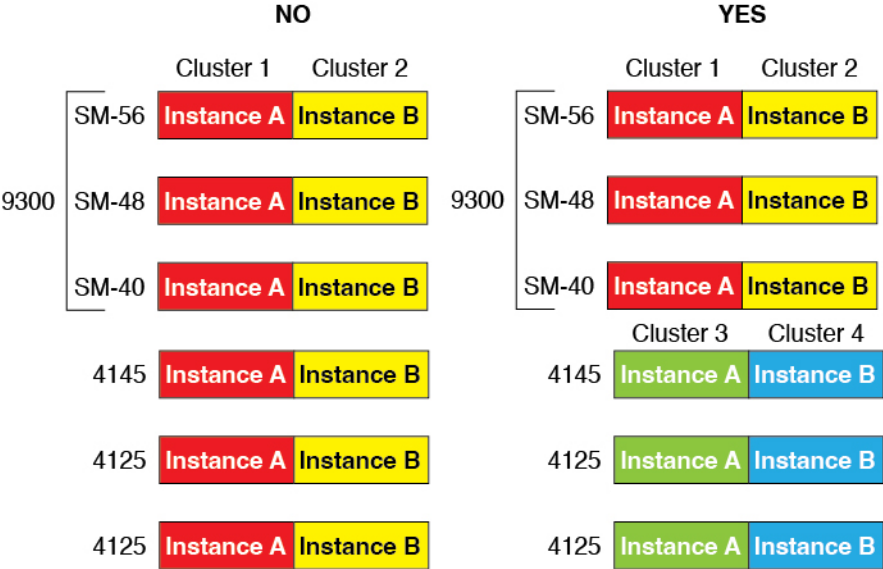 NO YES
Cluster 1 Cluster 2 Cluster 1 Cluster 2
SM-56 Instance A Instance B SM-56 Instance A Instance B
9300 SM-48 Instance A Instance B 9300 SM-48 Instance A Instance B
SM-40 Instance A Instance B SM-40 Instance A Instance B
Cluster 3 Cluster 4
4145 Instance A Instance B 4145 Instance A Instance B
4125 Instance A Instance B 4125 Instance A Instance B
4125 Instance A Instance B 4125 Instance A Instance B